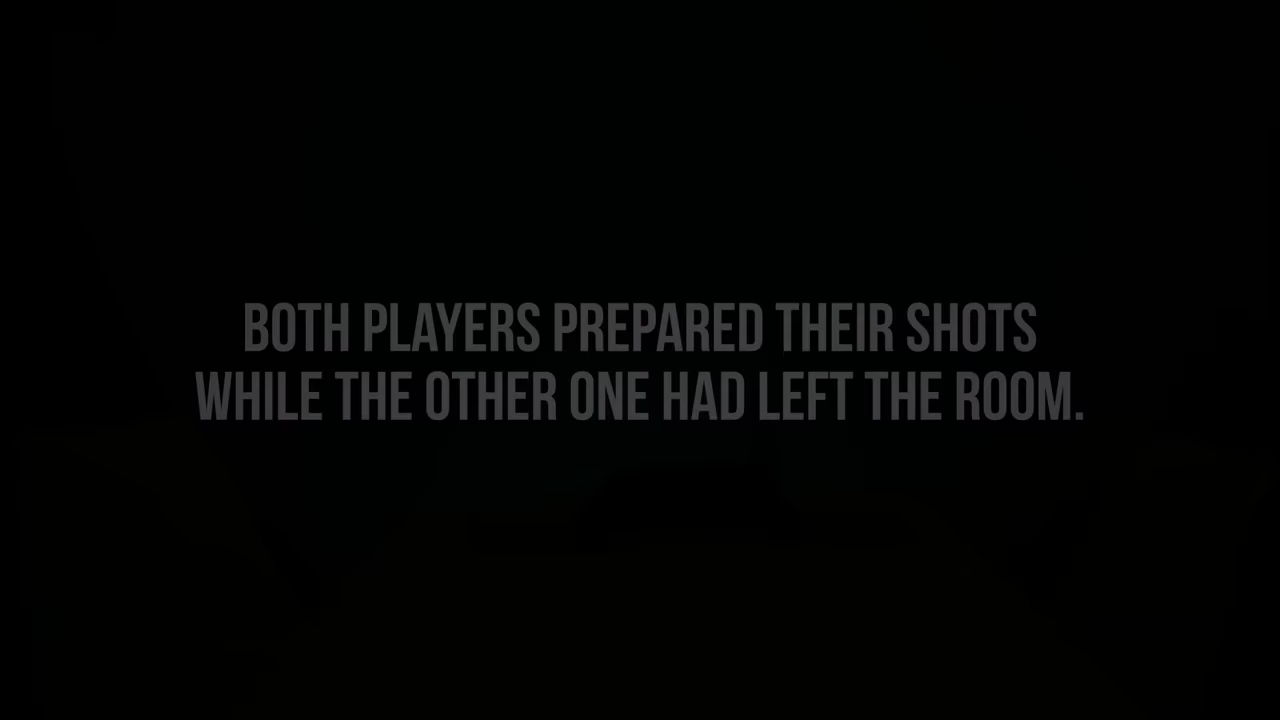 BOTH PLAYERS PREPARED THEIR SHOTS
WHILE THE OTHER ONE HAD LEFT THE ROOM.